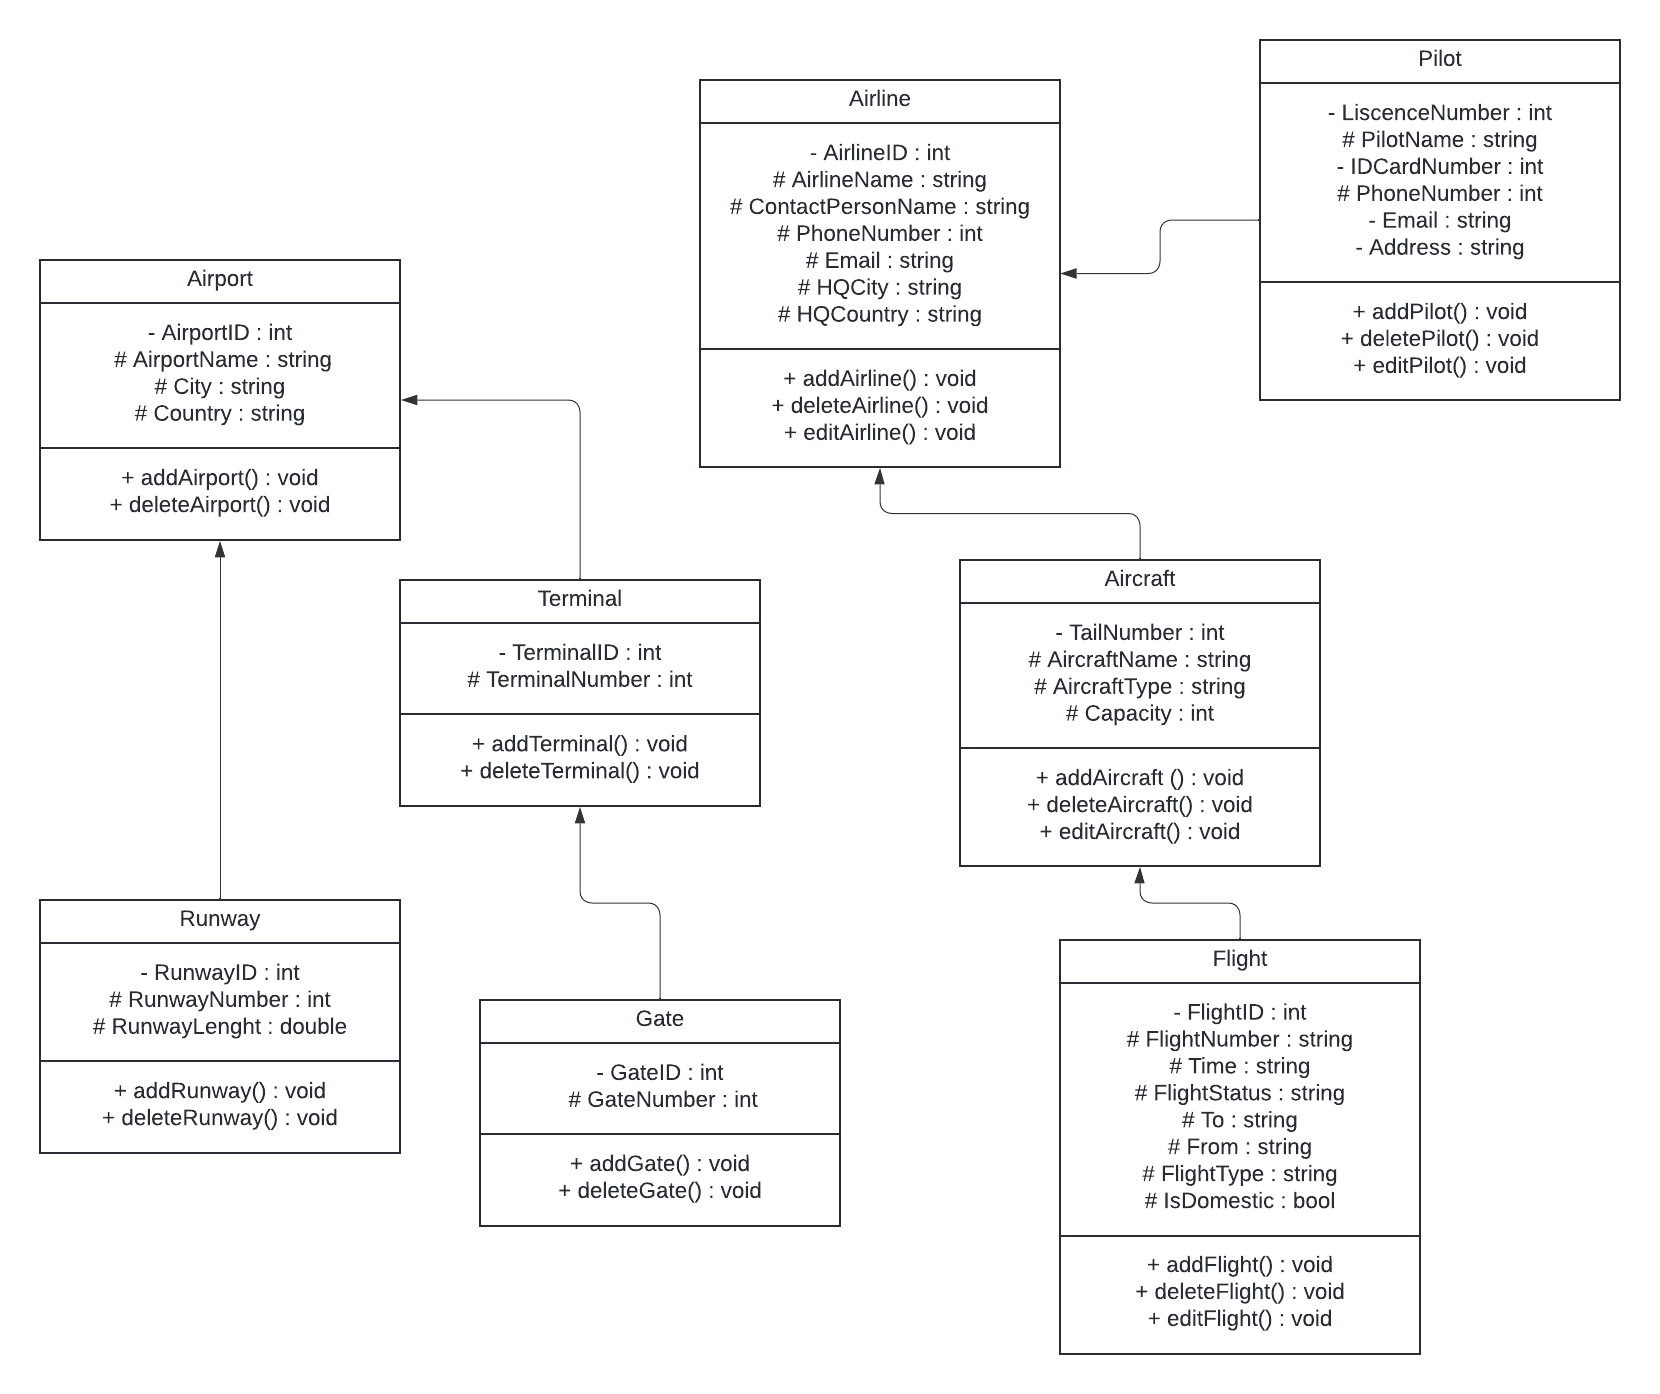 Pilot
- LiscenceNumber : int
# PilotName : string
- IDCardNumber : int
# PhoneNumber : int
- Email : string
- Address : string
+ addPilot() : void
+ deletePilot() : void
+ editPilot() : void
Airline
- AirlineID : int
# AirlineName : string
# ContactPersonName : string
# PhoneNumber : int
# Email : string
# HQCity : string
# HQCountry : string
+ addAirline() : void
+ deleteAirline() : void
+ editAirline() : void
Airport
- AirportID : int
# AirportName : string
# City : string
# Country : string
+ addAirport() : void
+ deleteAirport() : void
Terminal
- TerminalID : int
# TerminalNumber : int
+ addTerminal() : void
+ deleteTerminal() : void
Aircraft
- TailNumber : int
# AircraftName : string
# AircraftType : string
# Capacity : int
+ addAircraft () : void
+ deleteAircraft() : void
+ editAircraft() : void
Runway
- RunwayID : int
# RunwayNumber : int
# RunwayLenght : double
+ addRunway() : void
+ deleteRunway() : void
Gate
- GateID : int
# GateNumber : int
+ addGate() : void
+ deleteGate() : void
Flight
- FlightID : int
# FlightNumber : string
# Time : string
# FlightStatus : string
# To : string
# From : string
# FlightType : string
# IsDomestic : bool
+ addFlight() : void
+ deleteFlight() : void
+ editFlight() : void